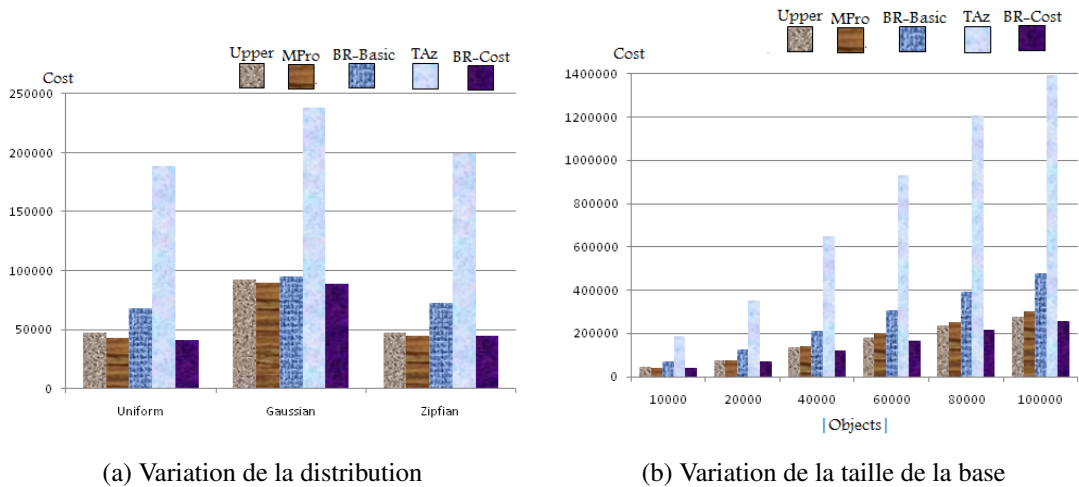 Upper MPro BR-Basic TAz BR-Cost
Cost
250000
200000
150000
100000
50000
0
Uniform Gaussian Zipfian
(a) Variation de la distribution
Upper MPro BR-Basic TAz BR-Cost
Cost
1400000
1200000
1000000
800000
600000
400000
200000
0
10000 20000 40000 60000 80000 100000
|Objects|
(b) Variation de la taille de la base